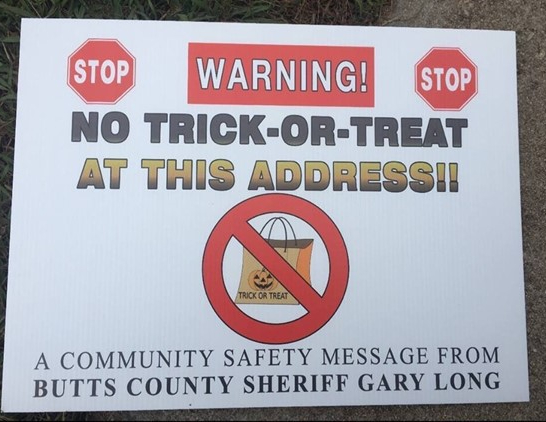 STOP WARNING! STOP
NO TRICK-OR-TREAT
AT THIS ADDRESS!!
TRICK OR TREAT
A COMMUNITY SAFETY MESSAGE FROM
BUTTS COUNTY SHERIFF GARY LONG